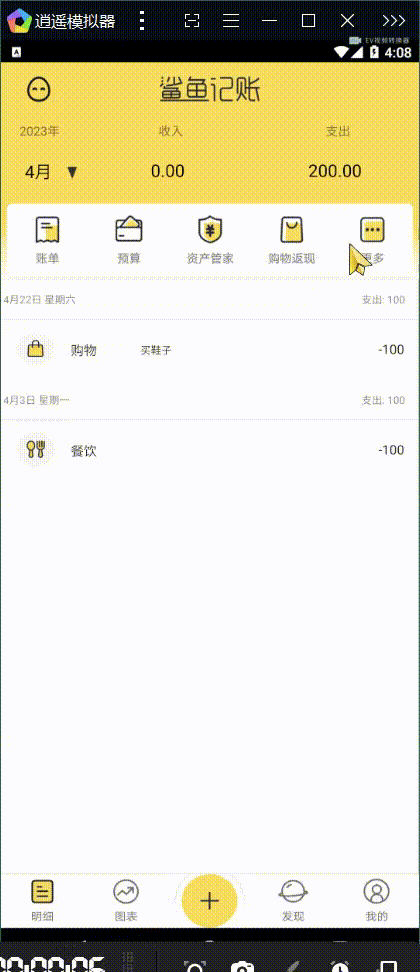 逍遥模拟器
EV视频转换器
A
4:08
鲨鱼记账
2023年 收入 支出
4月 ▼ 0.00 200.00
账单 预算 资产管家 购物返现 更多
4月22日 星期六 支出: 100
购物 买鞋子 -100
4月3日 星期一 支出: 100
餐饮 -100
明细 图表 发现 我的
00:00:06